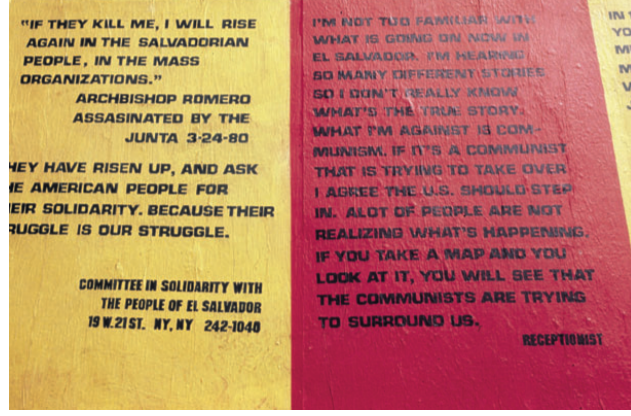 "IF THEY KILL ME, I WILL RISE
AGAIN IN THE SALVADORIAN
PEOPLE, IN THE MASS
ORGANIZATIONS."
ARCHBISHOP ROMERO
ASSASINATED BY THE
JUNTA 3-24-80
HEY HAVE RISEN UP, AND ASK
HE AMERICAN PEOPLE FOR
EIR SOLIDARITY. BECAUSE THEIR
RUGGLE IS OUR STRUGGLE.
COMMITTEE IN SOLIDARITY WITH
THE PEOPLE OF EL SALVADOR
19 W. 21 ST. NY, NY 242-1040
I'M NOT TOO FAMILIAR WITH
WHAT IS GOING ON NOW IN
EL SALVADOR. I'M HEARING
SO MANY DIFFERENT STORIES
SO I DON'T REALLY KNOW
WHAT'S THE TRUE STORY.
WHAT I'M AGAINST IS COM-
MUNISM. IF IT'S A COMMUNIST
THAT IS TRYING TO TAKE OVER
I AGREE THE U.S. SHOULD STEP
IN. ALOT OF PEOPLE ARE NOT
REALIZING WHAT'S HAPPENING.
IF YOU TAKE A MAP AND YOU
LOOK AT IT, YOU WILL SEE THAT
THE COMMUNISTS ARE TRYING
TO SURROUND US.
RECEPTIONIST
IN
YO